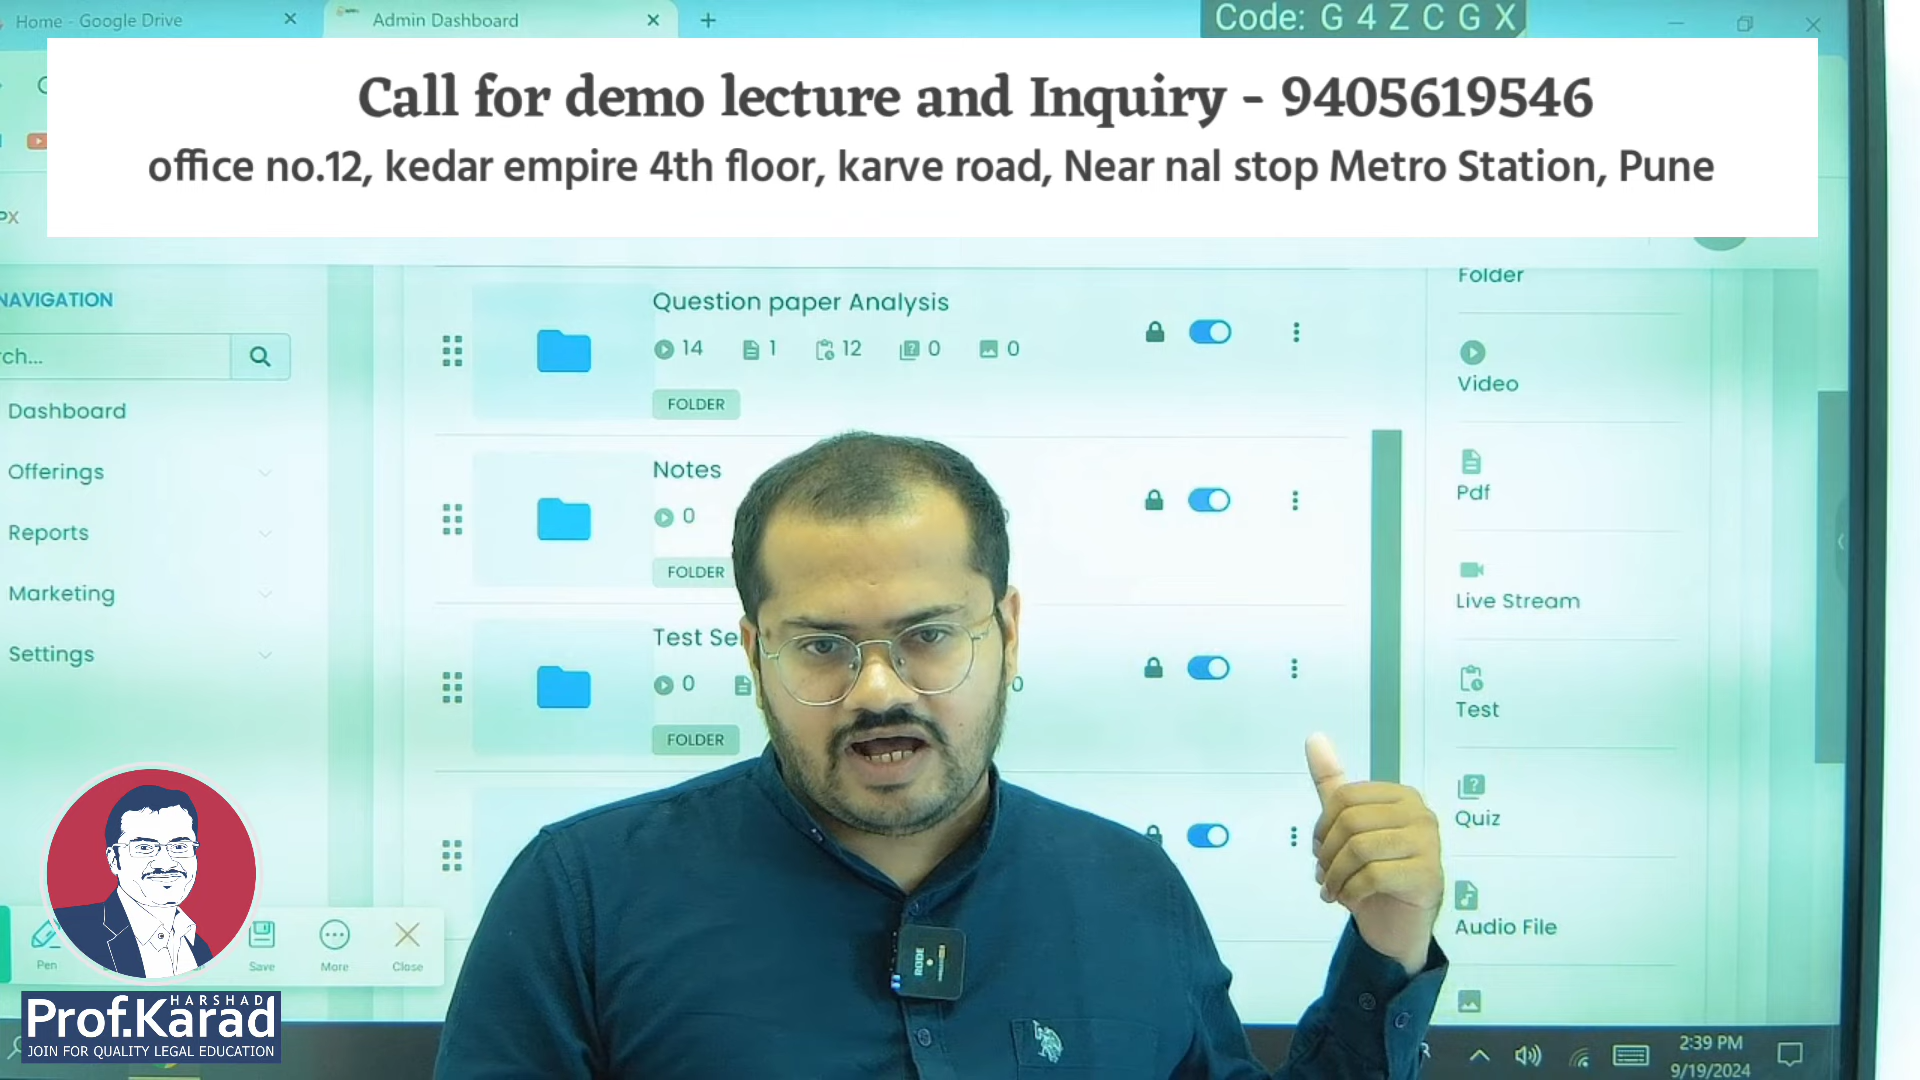 Home - Google Drive
Admin Dashboard
Code: G 4 Z C G X
Call for demo lecture and Inquiry - 9405619546
office no.12, kedar empire 4th floor, karve road, Near nal stop Metro Station, Pune
PX
NAVIGATION
rch...
Dashboard
Offerings
Reports
Marketing
Settings
Question paper Analysis
14 1 12 0 0
FOLDER
Notes
0
FOLDER
Test Se
0 0
FOLDER
Folder
Video
Pdf
Live Stream
Test
Quiz
Audio File
Pen
Save
More
Close
RODE
HARSHAD
Prof.Karad
JOIN FOR QUALITY LEGAL EDUCATION
2:39 PM
9/19/2024